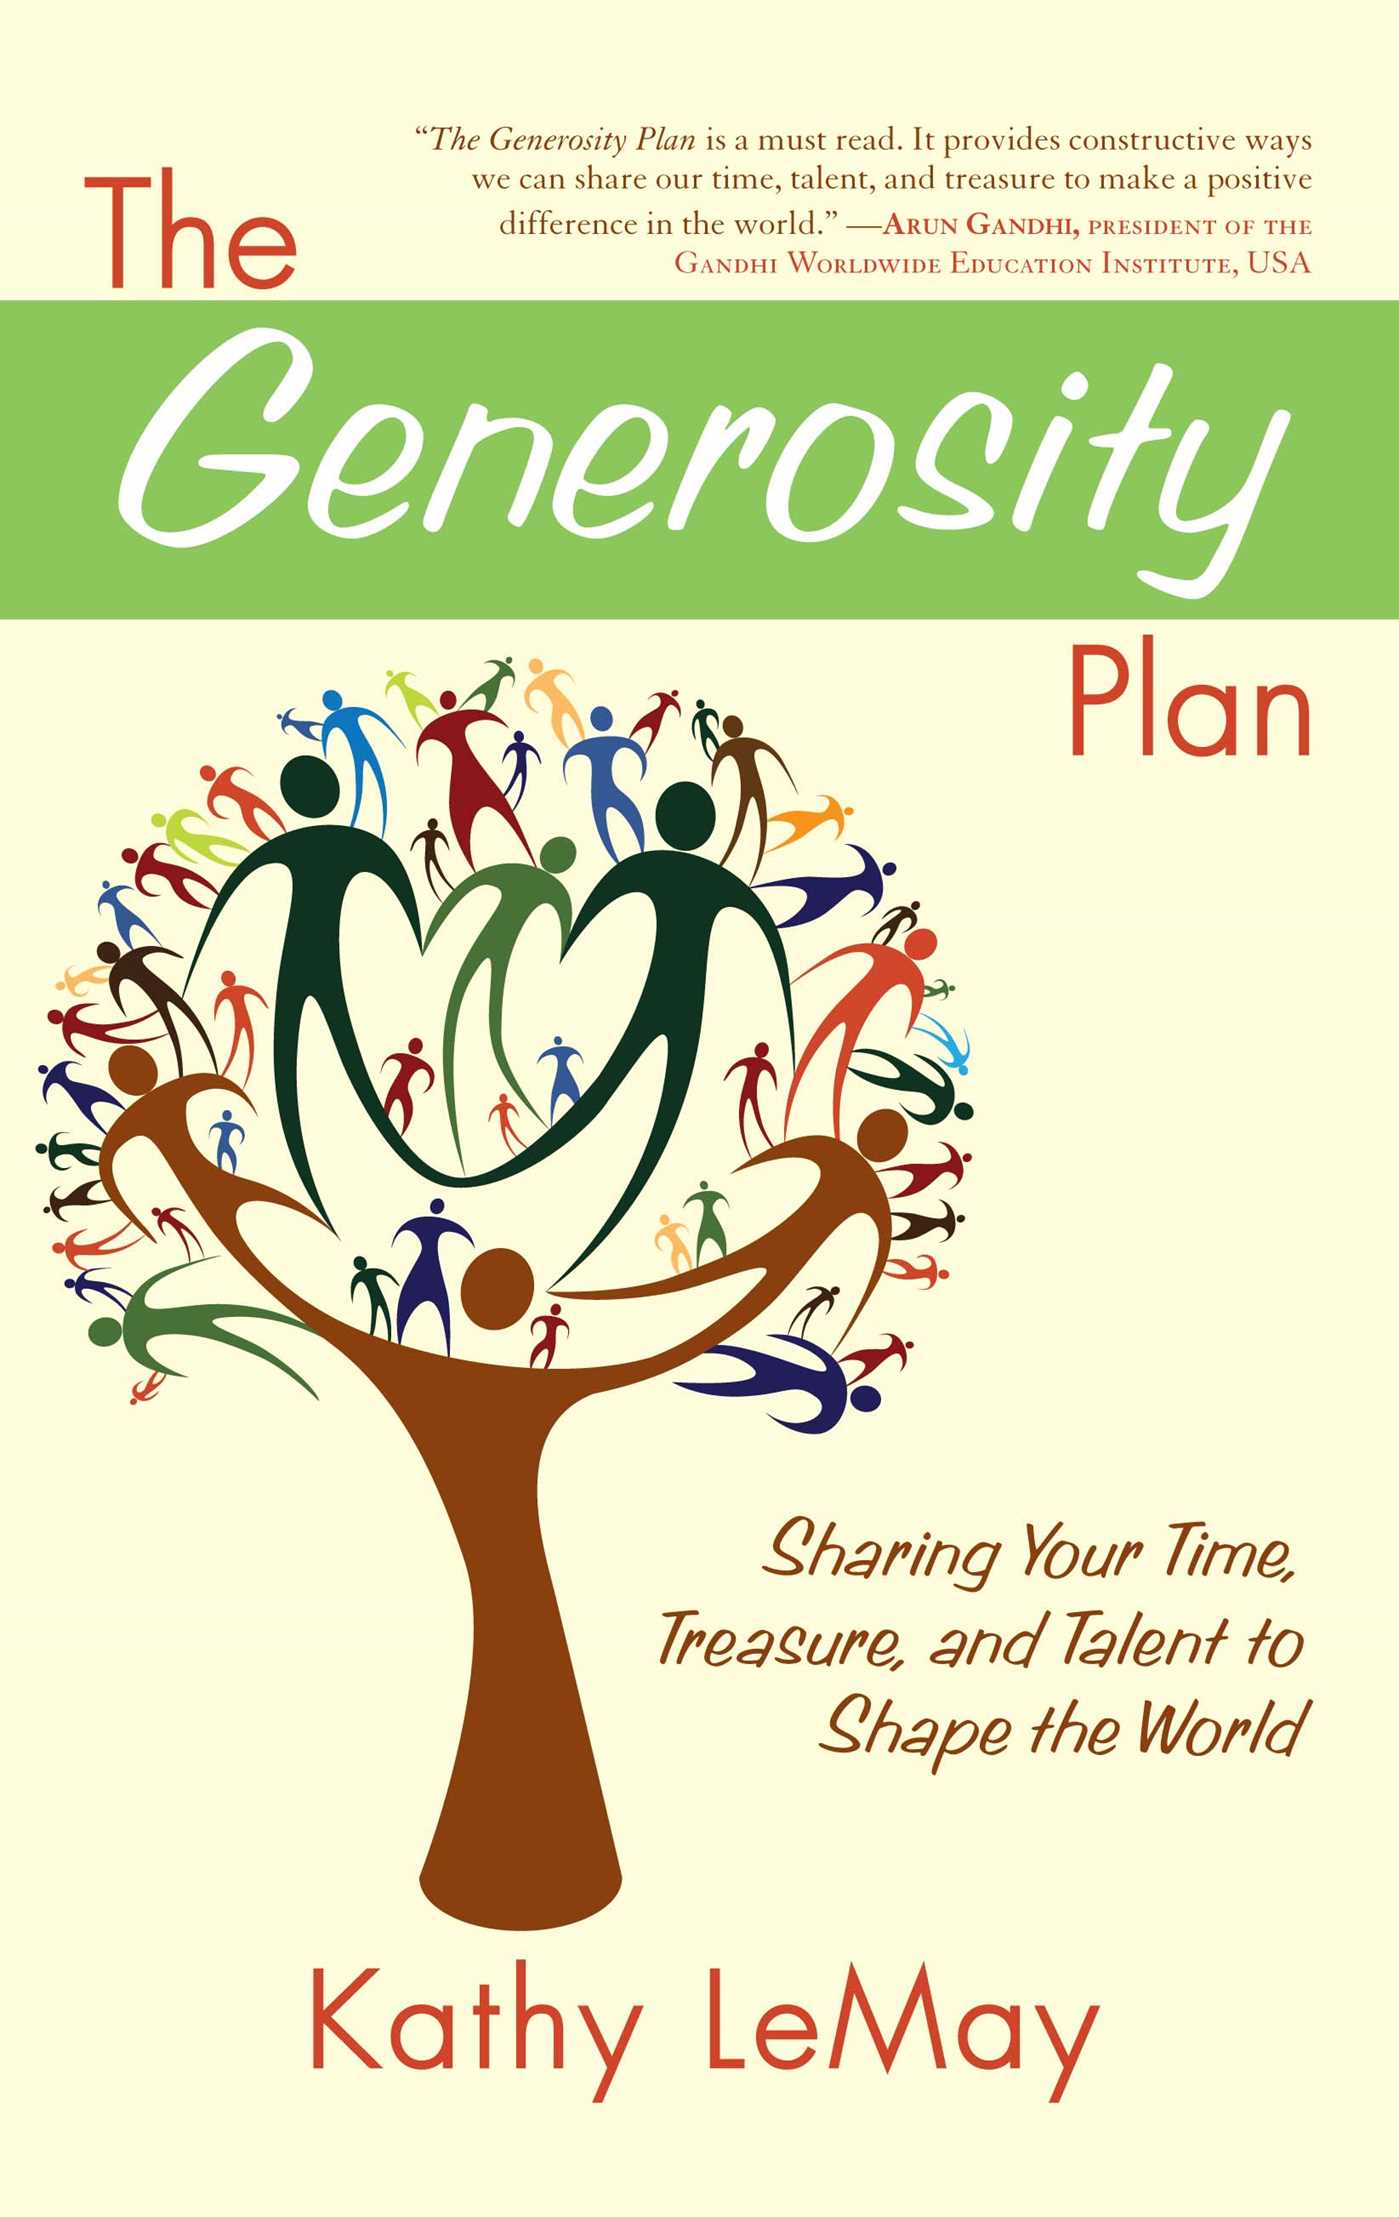 “The Generosity Plan is a must read. It provides constructive ways
we can share our time, talent, and treasure to make a positive
difference in the world.” —Arun Gandhi, president of the
Gandhi Worldwide Education Institute, USA
The
Generosity
Plan
Sharing Your Time,
Treasure, and Talent to
Shape the World
Kathy LeMay